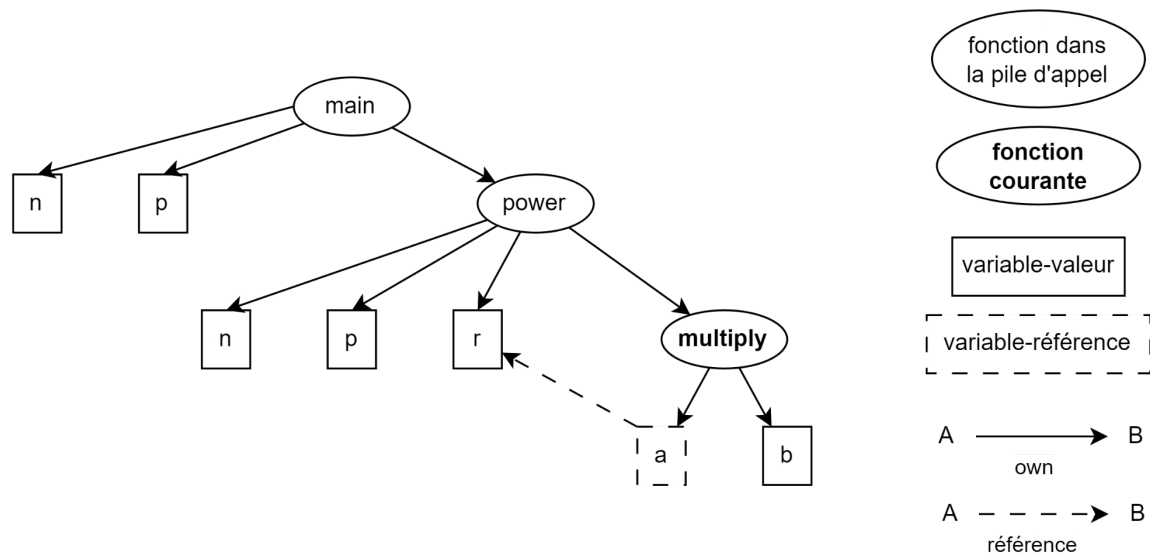 main
n
p
power
n
p
r
multiply
a
b
fonction dans
la pile d'appel
fonction
courante
variable-valeur
variable-référence
A
B
own
A
B
référence